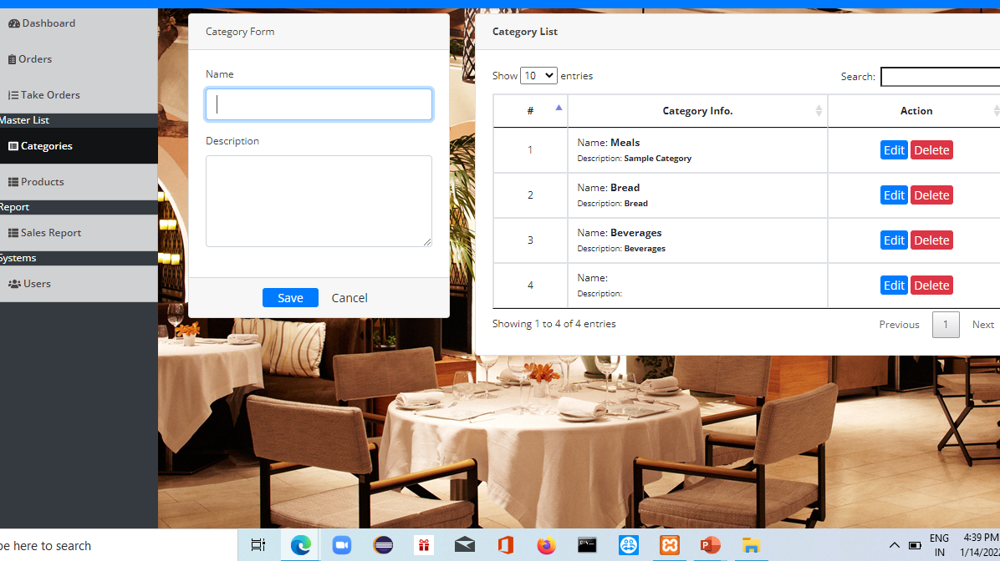 Dashboard
Orders
Take Orders
Master List
Categories
Products
Report
Sales Report
Systems
Users
Category Form
Name
Description
Save Cancel
Category List
Show 10 entries Search:
# Category Info. Action
1 Name: Meals Edit Delete
Description: Sample Category
2 Name: Bread Edit Delete
Description: Bread
3 Name: Beverages Edit Delete
Description: Beverages
4 Name: Edit Delete
Description:
Showing 1 to 4 of 4 entries Previous 1 Next
pe here to search
ENG 4:39 PM
IN 1/14/202